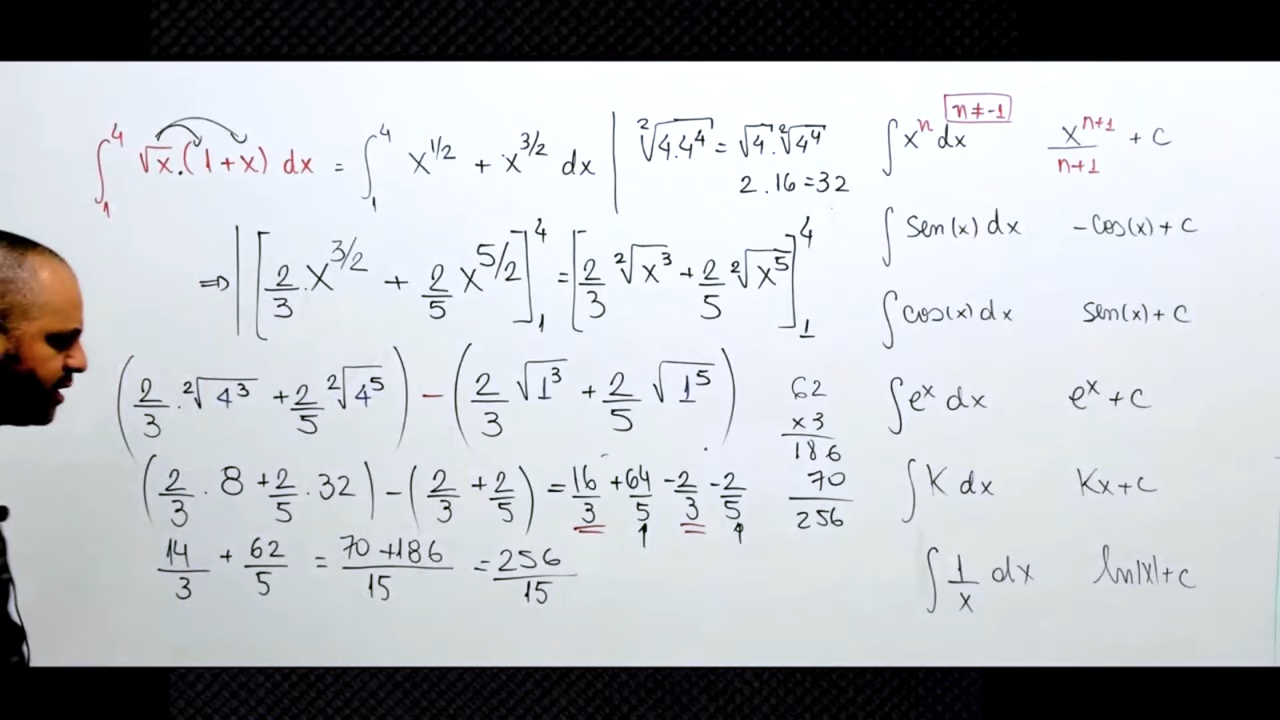 ∫₁⁴ √x.(1+x) dx = ∫₁⁴ x^{1/2} + x^{3/2} dx
⇒ [2/3.x^{3/2} + 2/5 x^{5/2}]₁⁴ = [2/3 ²√x³ + 2/5 ²√x⁵]₁⁴
(2/3.²√4³ + 2/5 ²√4⁵) − (2/3 √1³ + 2/5 √1⁵)
(2/3 . 8 + 2/5 . 32) − (2/3 + 2/5) = 16/3 + 64/5 − 2/3 − 2/5
14/3 + 62/5 = 70+186/15 = 256/15
²√4.4⁴ = √4.²√4⁴
2.16=32
62
x3
186
70
256
n≠-1
∫xⁿ dx x^{n+1}/n+1 + c
∫ Sen(x) dx -cos(x) + c
∫ cos(x) dx sen(x) + c
∫ eˣ dx eˣ + c
∫ K dx Kx + c
∫ 1/x dx ln|x| + c